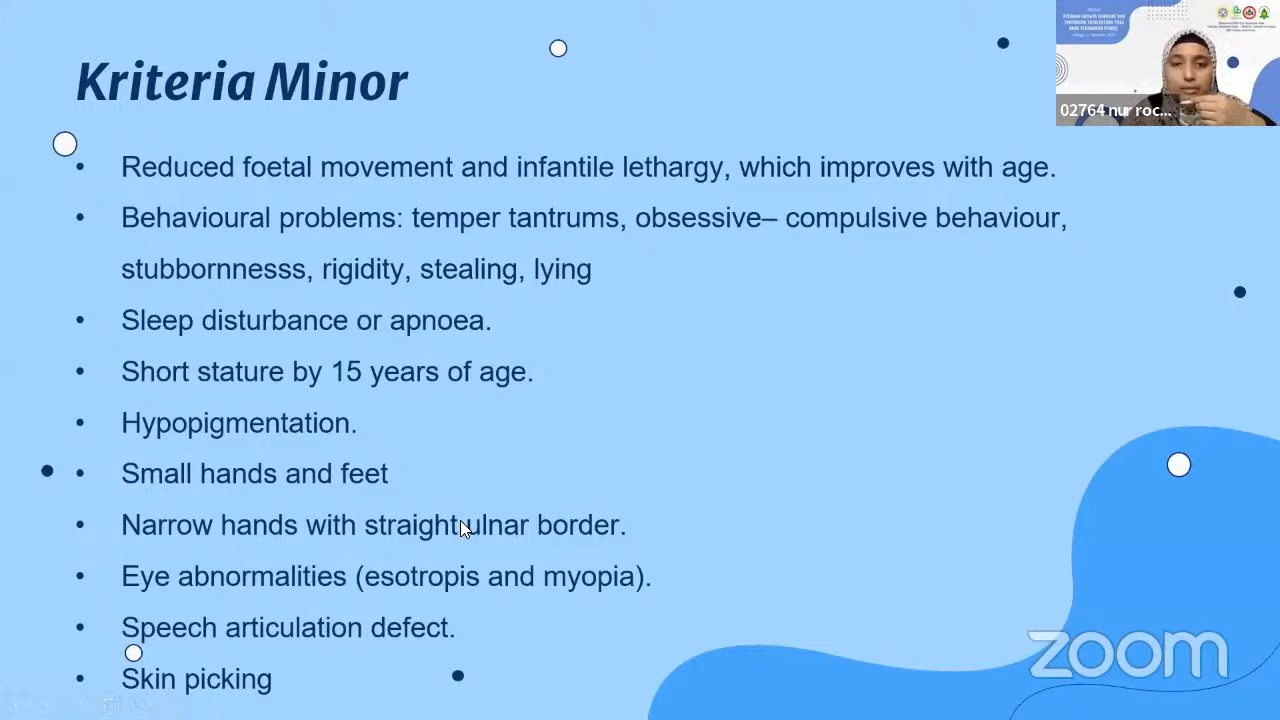 Kriteria Minor
• Reduced foetal movement and infantile lethargy, which improves with age.
• Behavioural problems: temper tantrums, obsessive– compulsive behaviour,
stubbornnesss, rigidity, stealing, lying
• Sleep disturbance or apnoea.
• Short stature by 15 years of age.
• Hypopigmentation.
• Small hands and feet
• Narrow hands with straight ulnar border.
• Eye abnormalities (esotropis and myopia).
• Speech articulation defect.
• Skin picking
02764 nur roc...
zoom